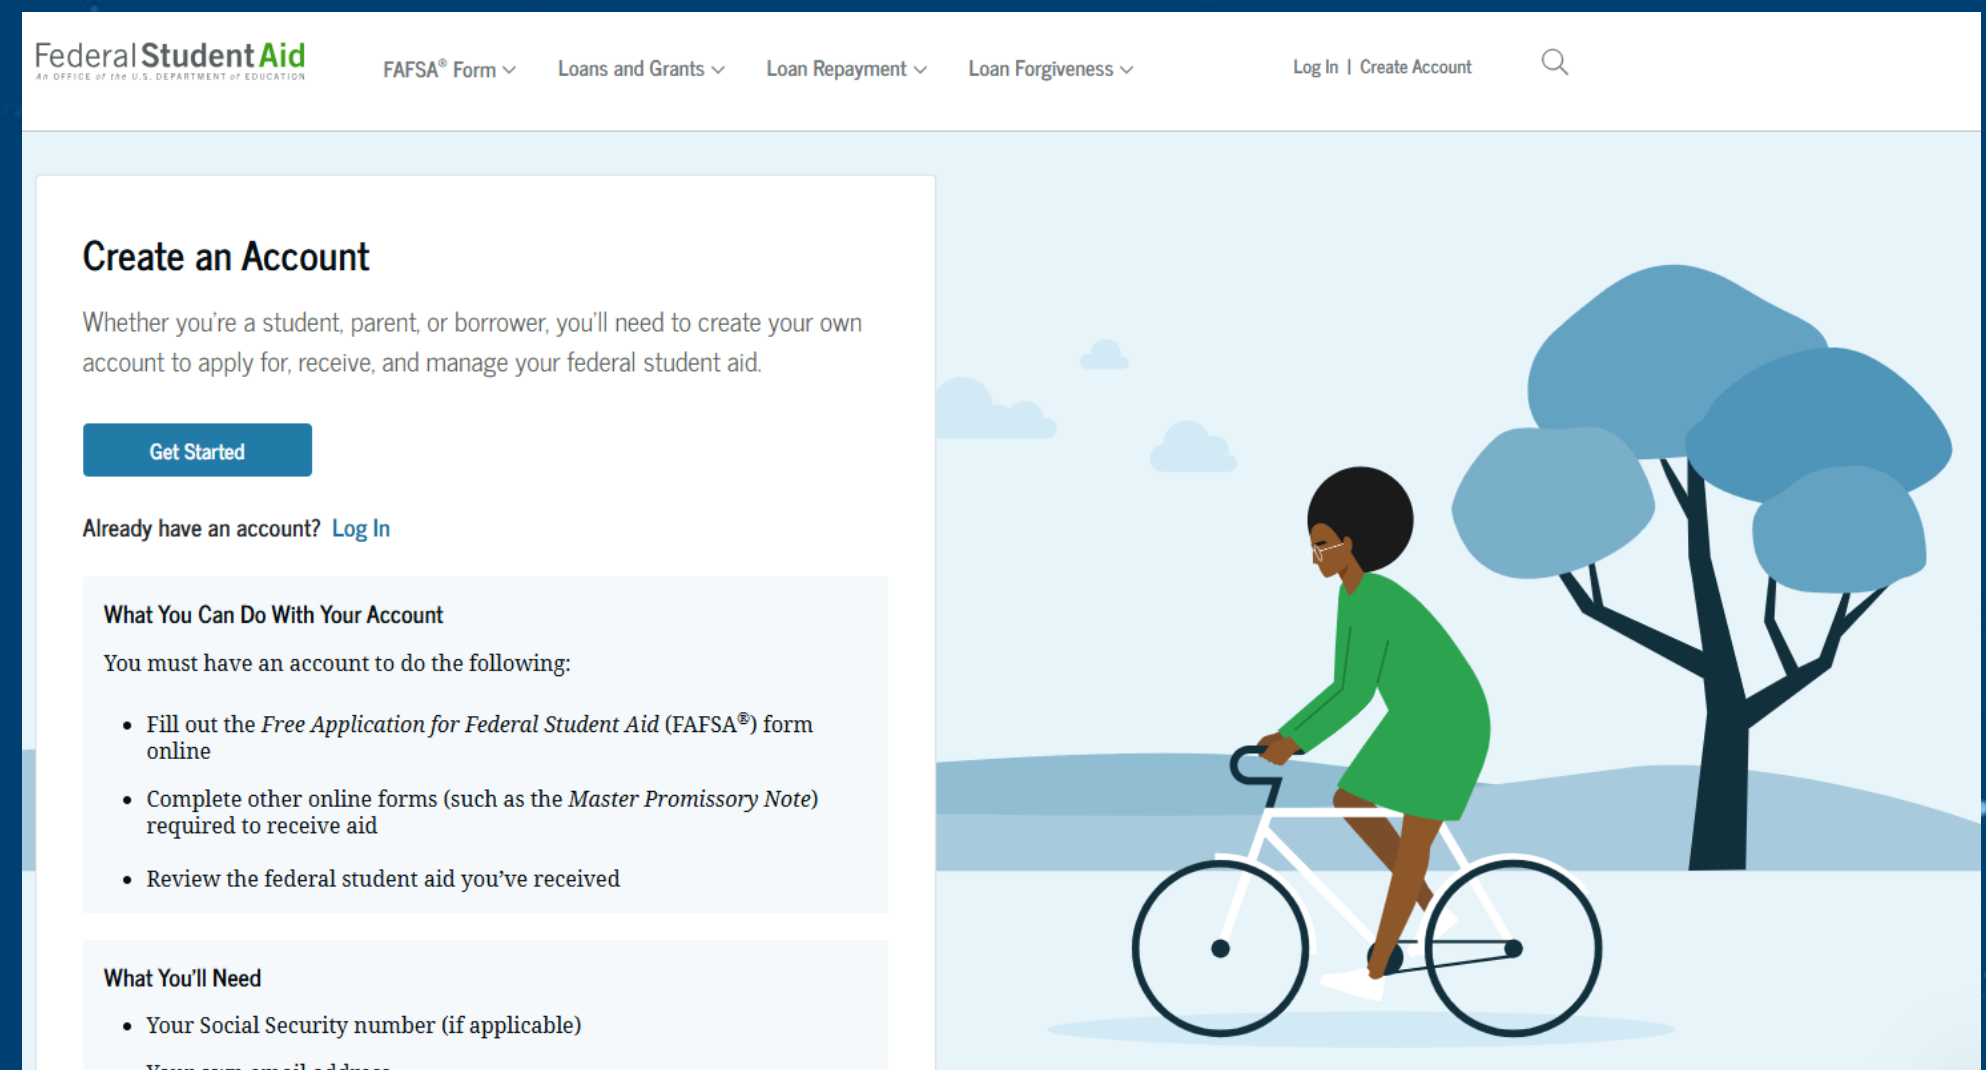 Federal Student Aid
An OFFICE of the U.S. DEPARTMENT of EDUCATION
FAFSA® Form
Loans and Grants
Loan Repayment
Loan Forgiveness
Log In | Create Account
Create an Account
Whether you're a student, parent, or borrower, you'll need to create your own
account to apply for, receive, and manage your federal student aid.
Get Started
Already have an account? Log In
What You Can Do With Your Account
You must have an account to do the following:
• Fill out the Free Application for Federal Student Aid (FAFSA®) form
online
• Complete other online forms (such as the Master Promissory Note)
required to receive aid
• Review the federal student aid you've received
What You'll Need
• Your Social Security number (if applicable)